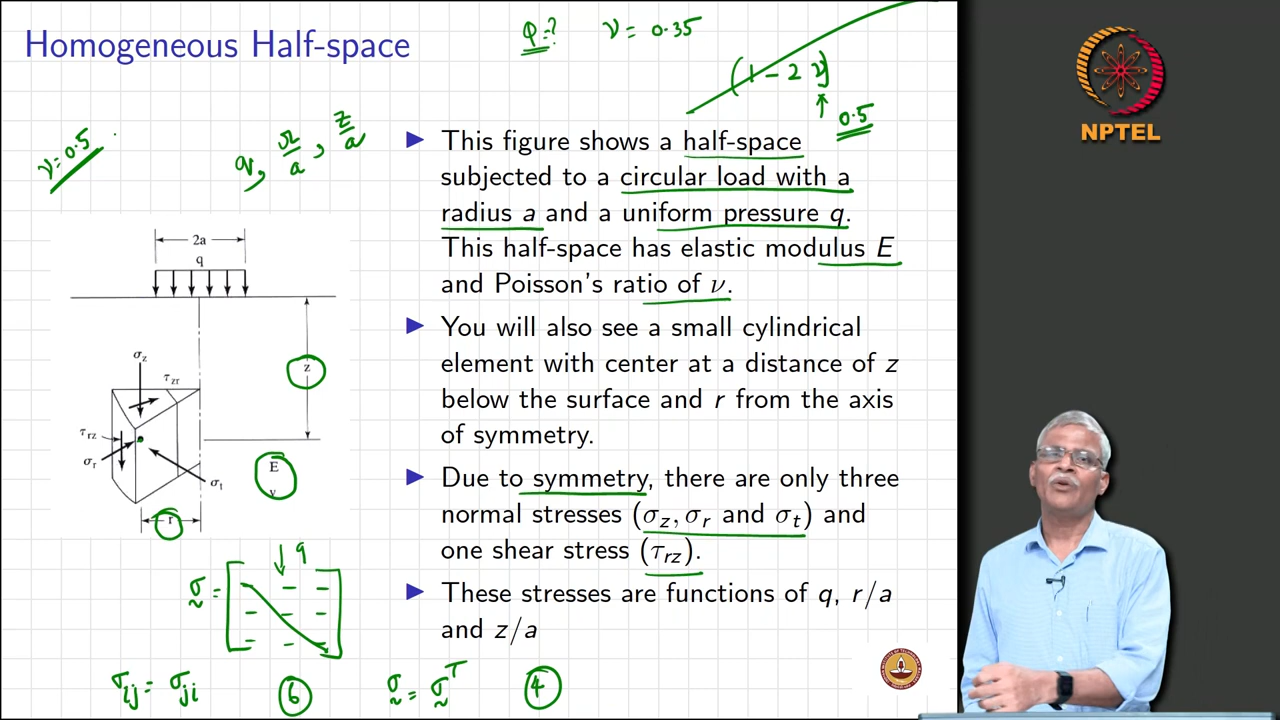 Homogeneous Half-space
φ=? ν = 0.35
(1 – 2 ν)
0.5
NPTEL
ν=0.5
q, r/a, z/a
▶ This figure shows a half-space
subjected to a circular load with a
radius a and a uniform pressure q.
This half-space has elastic modulus E
and Poisson's ratio of ν.
▶ You will also see a small cylindrical
element with center at a distance of z
below the surface and r from the axis
of symmetry.
▶ Due to symmetry, there are only three
normal stresses (σz, σr and σt) and
one shear stress (τrz).
▶ These stresses are functions of q, r/a
and z/a
2a
q
σz
z
τzr
τrz
σr
σt
E
ν
r
q
σ = [ – – – – – – ]
σij = σji 6 σ = σᵀ 4